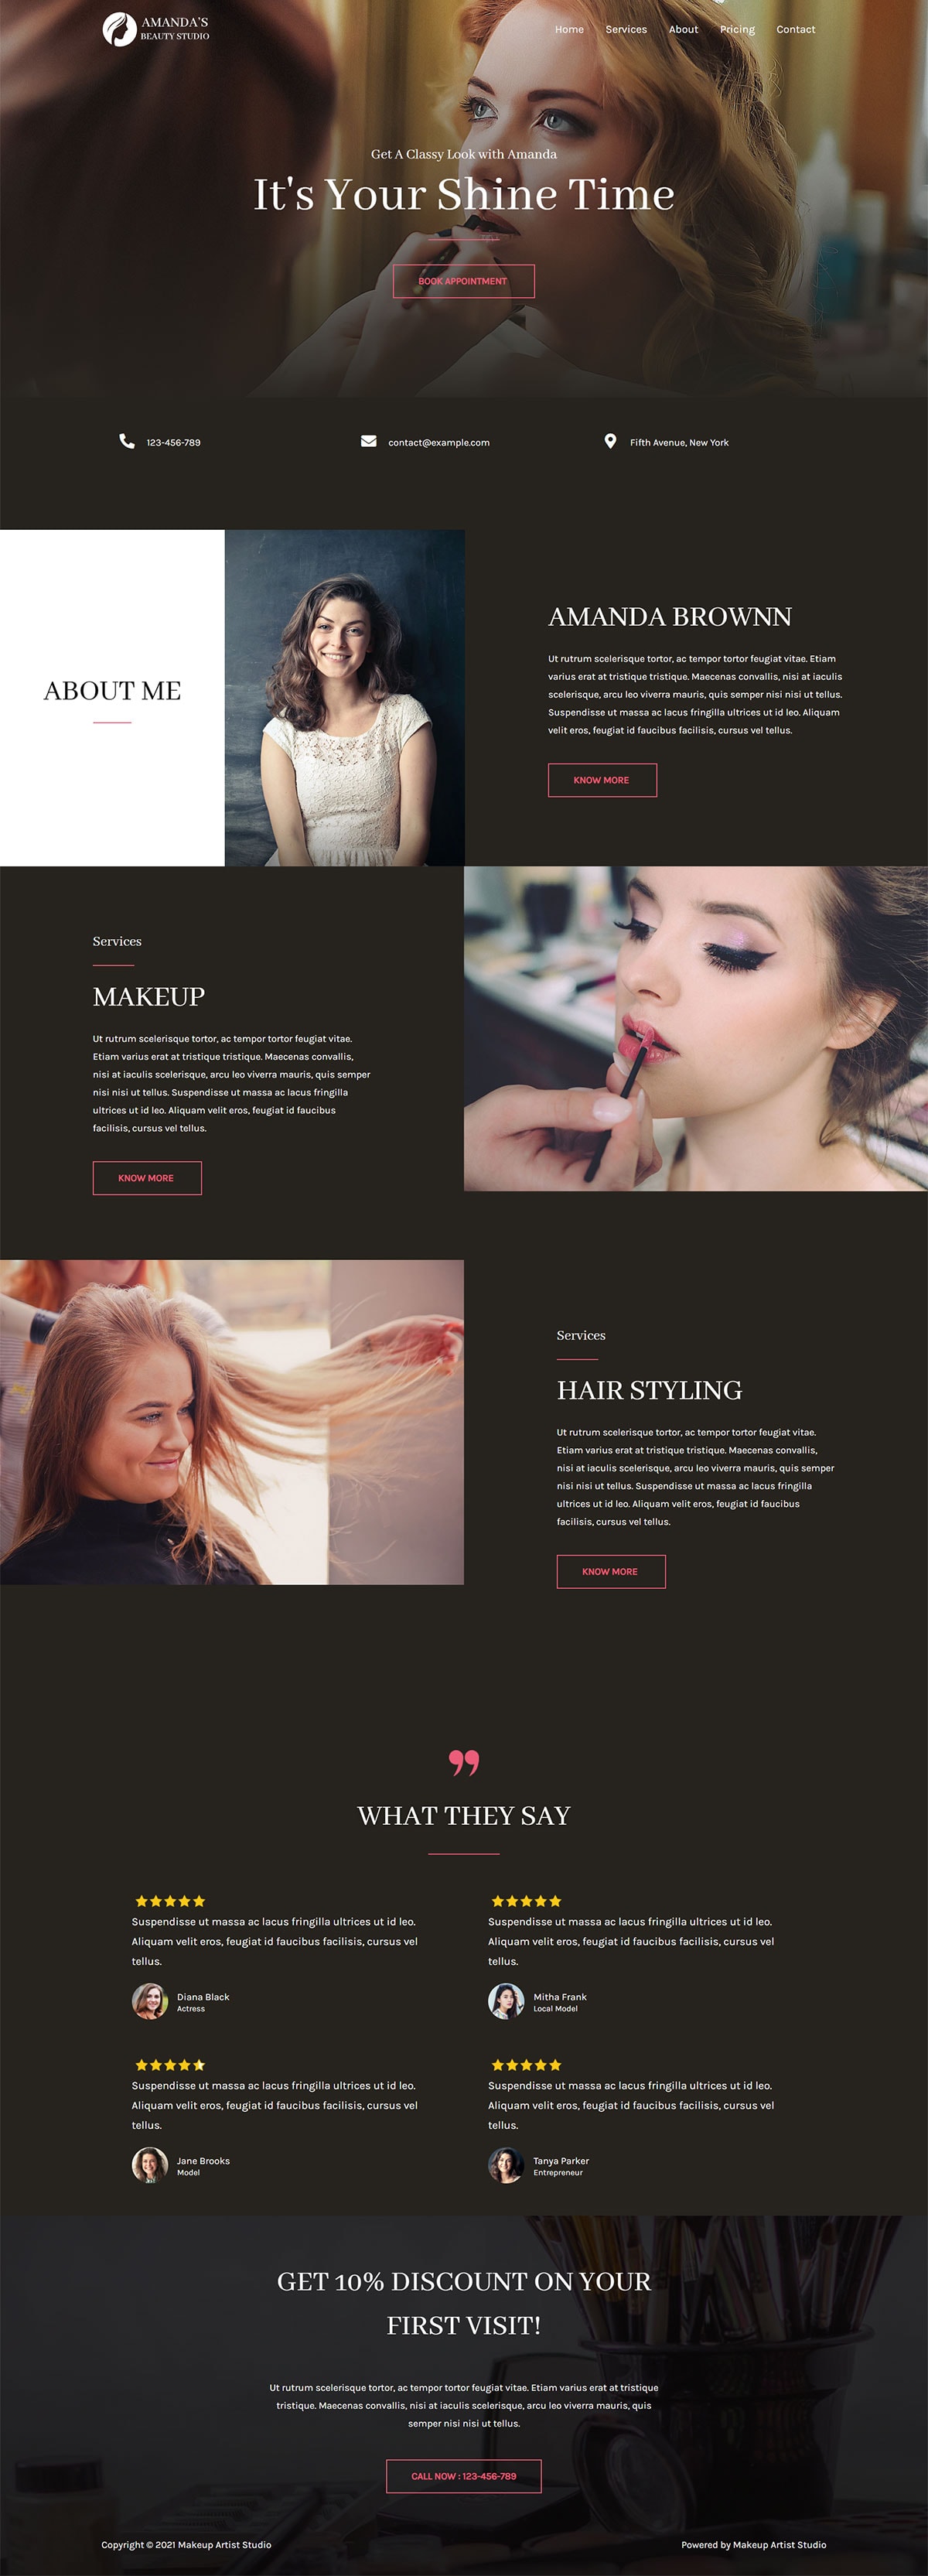 AMANDA'S
BEAUTY STUDIO
Home Services About Pricing Contact
Get A Classy Look with Amanda
It's Your Shine Time
BOOK APPOINTMENT
123-456-789
contact@example.com
Fifth Avenue, New York
ABOUT ME
AMANDA BROWNN
Ut rutrum scelerisque tortor, ac tempor tortor feugiat vitae. Etiam
varius erat at tristique tristique. Maecenas convallis, nisi at iaculis
scelerisque, arcu leo viverra mauris, quis semper nisi nisi ut tellus.
Suspendisse ut massa ac lacus fringilla ultrices ut id leo. Aliquam
velit eros, feugiat id faucibus facilisis, cursus vel tellus.
KNOW MORE
Services
MAKEUP
Ut rutrum scelerisque tortor, ac tempor tortor feugiat vitae.
Etiam varius erat at tristique tristique. Maecenas convallis,
nisi at iaculis scelerisque, arcu leo viverra mauris, quis semper
nisi nisi ut tellus. Suspendisse ut massa ac lacus fringilla
ultrices ut id leo. Aliquam velit eros, feugiat id faucibus
facilisis, cursus vel tellus.
KNOW MORE
Services
HAIR STYLING
Ut rutrum scelerisque tortor, ac tempor tortor feugiat vitae.
Etiam varius erat at tristique tristique. Maecenas convallis,
nisi at iaculis scelerisque, arcu leo viverra mauris, quis semper
nisi nisi ut tellus. Suspendisse ut massa ac lacus fringilla
ultrices ut id leo. Aliquam velit eros, feugiat id faucibus
facilisis, cursus vel tellus.
KNOW MORE
WHAT THEY SAY
Suspendisse ut massa ac lacus fringilla ultrices ut id leo.
Aliquam velit eros, feugiat id faucibus facilisis, cursus vel
tellus.
Diana Black
Actress
Suspendisse ut massa ac lacus fringilla ultrices ut id leo.
Aliquam velit eros, feugiat id faucibus facilisis, cursus vel
tellus.
Mitha Frank
Local Model
Suspendisse ut massa ac lacus fringilla ultrices ut id leo.
Aliquam velit eros, feugiat id faucibus facilisis, cursus vel
tellus.
Jane Brooks
Model
Suspendisse ut massa ac lacus fringilla ultrices ut id leo.
Aliquam velit eros, feugiat id faucibus facilisis, cursus vel
tellus.
Tanya Parker
Entrepreneur
GET 10% DISCOUNT ON YOUR
FIRST VISIT!
Ut rutrum scelerisque tortor, ac tempor tortor feugiat vitae. Etiam varius erat at tristique
tristique. Maecenas convallis, nisi at iaculis scelerisque, arcu leo viverra mauris, quis
semper nisi nisi ut tellus.
CALL NOW : 123-456-789
Copyright © 2021 Makeup Artist Studio
Powered by Makeup Artist Studio